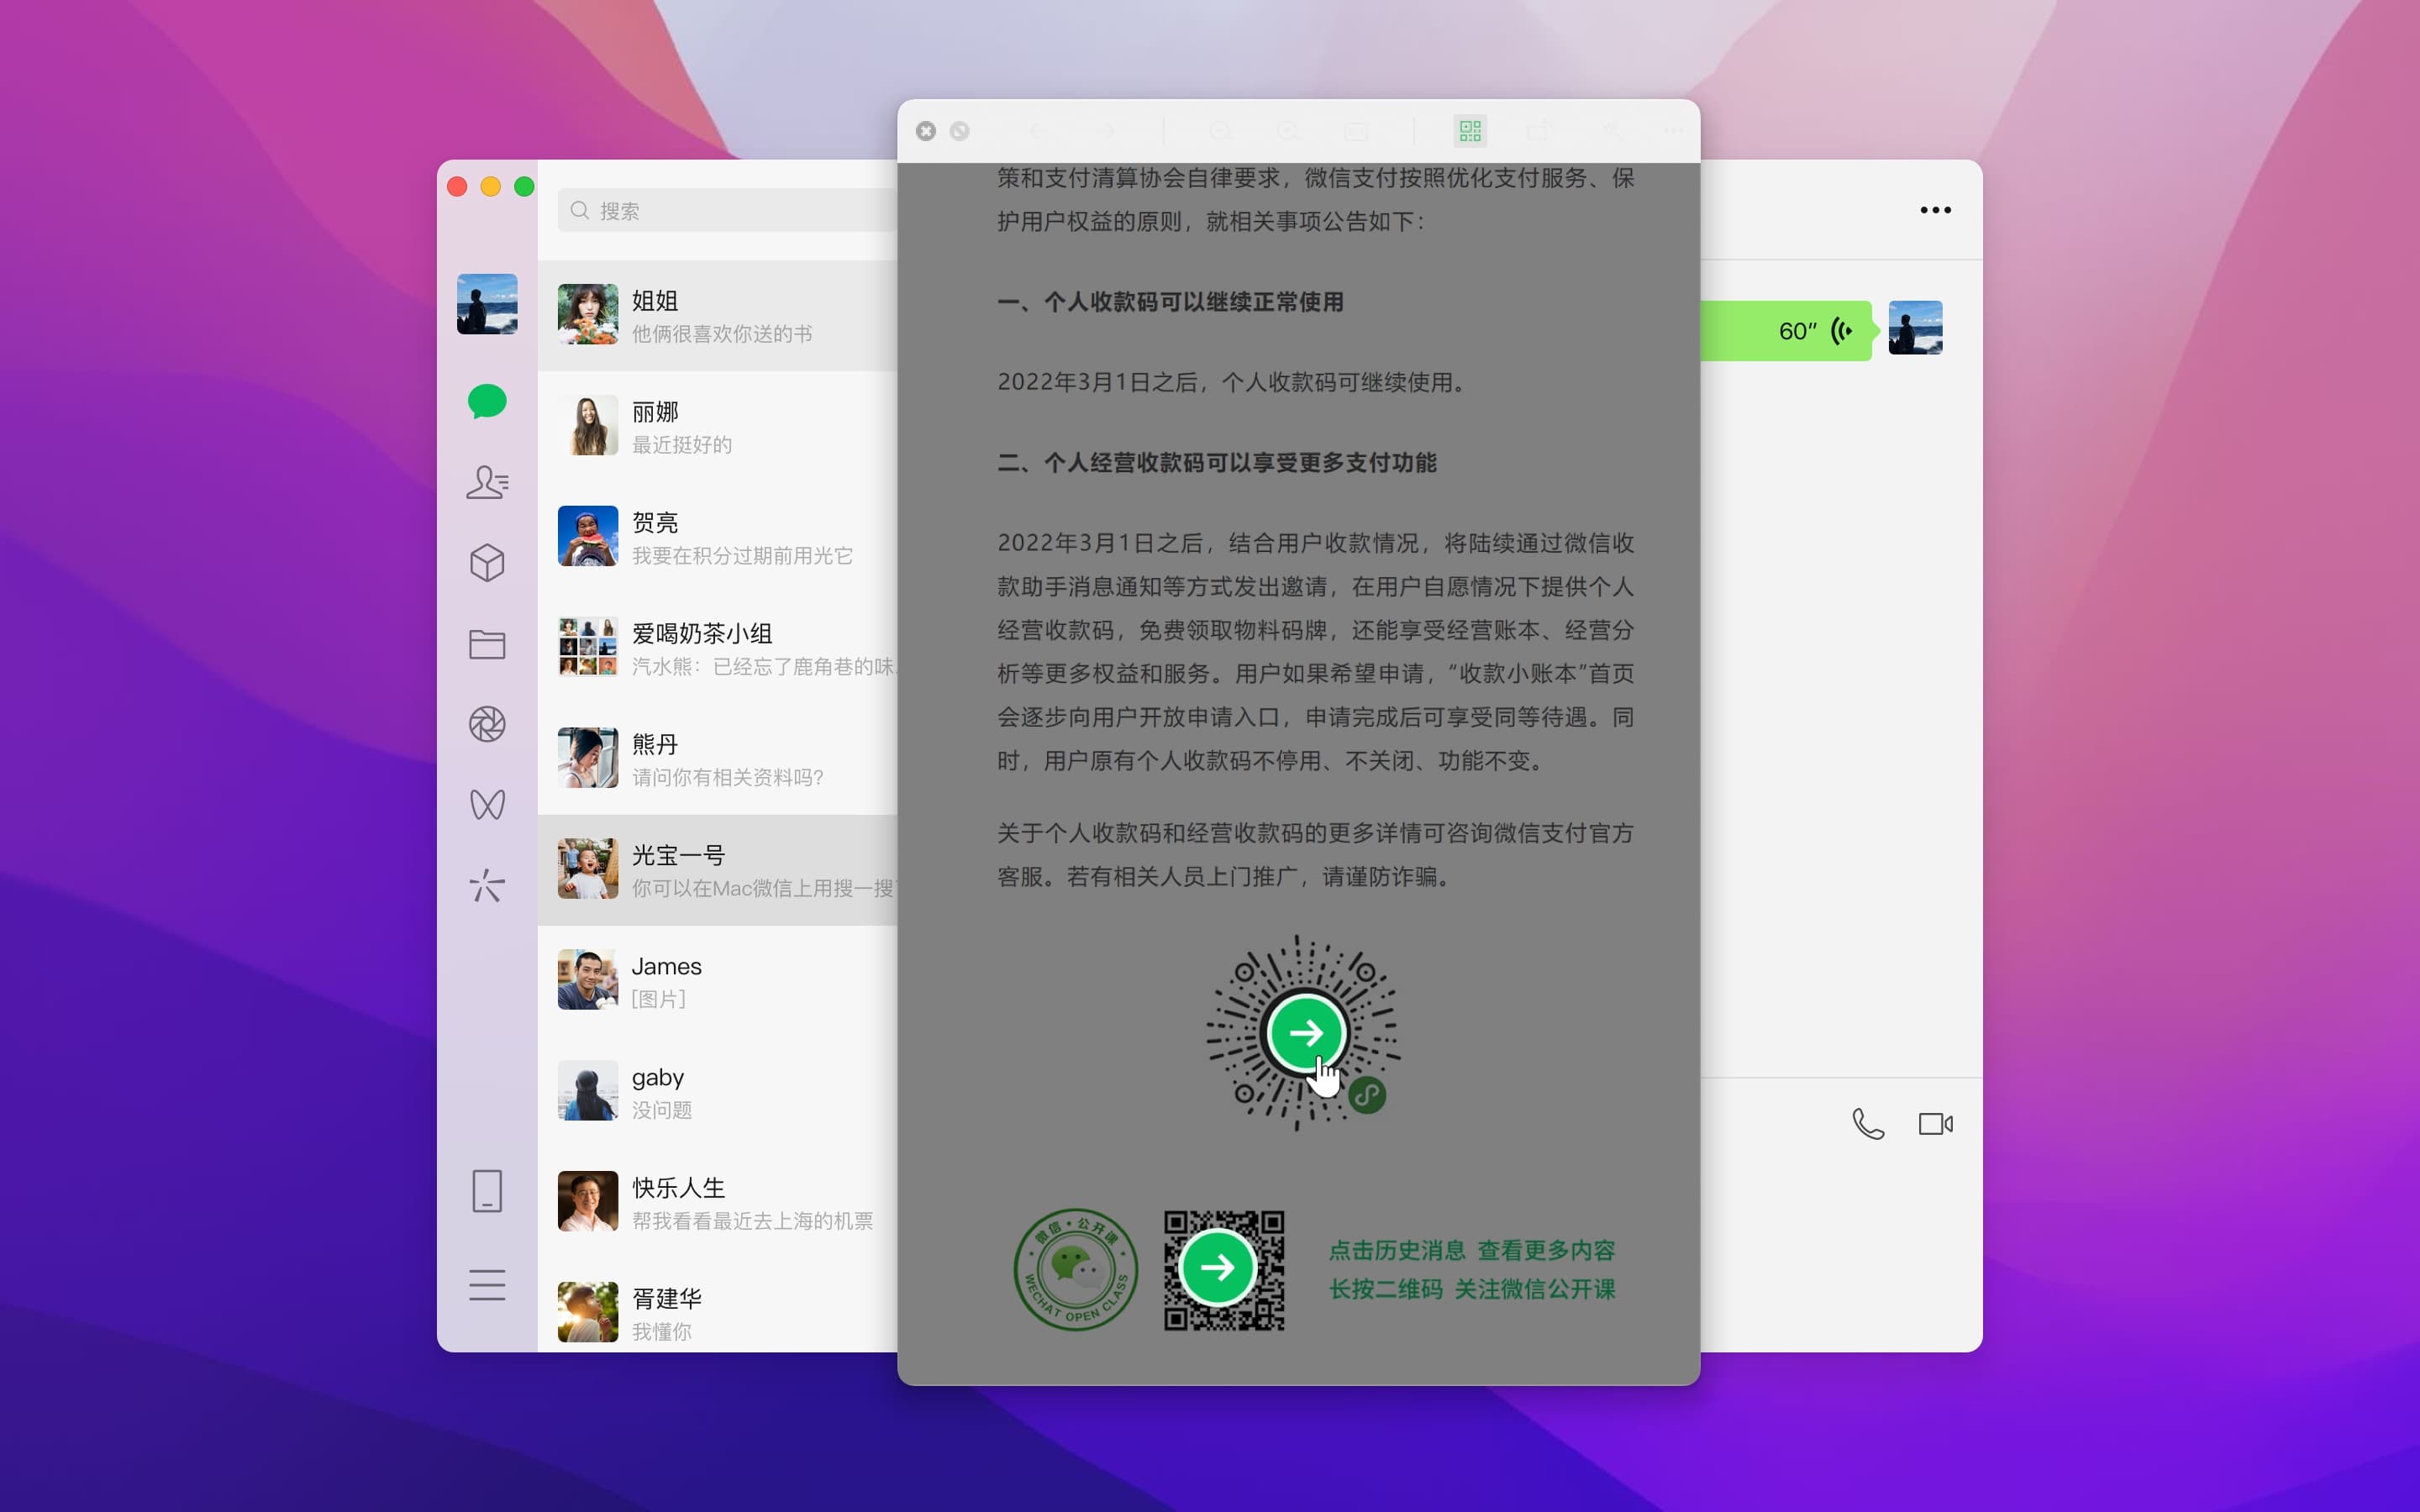 搜索
姐姐
他俩很喜欢你送的书
丽娜
最近挺好的
贺亮
我要在积分过期前用光它
爱喝奶茶小组
汽水熊：已经忘了鹿角巷的味
熊丹
请问你有相关资料吗？
光宝一号
你可以在Mac微信上用搜一搜
James
[图片]
gaby
没问题
快乐人生
帮我看看最近去上海的机票
胥建华
我懂你
策和支付清算协会自律要求，微信支付按照优化支付服务、保
护用户权益的原则，就相关事项公告如下：
一、个人收款码可以继续正常使用
2022年3月1日之后，个人收款码可继续使用。
二、个人经营收款码可以享受更多支付功能
2022年3月1日之后，结合用户收款情况，将陆续通过微信收
款助手消息通知等方式发出邀请，在用户自愿情况下提供个人
经营收款码，免费领取物料码牌，还能享受经营账本、经营分
析等更多权益和服务。用户如果希望申请，“收款小账本”首页
会逐步向用户开放申请入口，申请完成后可享受同等待遇。同
时，用户原有个人收款码不停用、不关闭、功能不变。
关于个人收款码和经营收款码的更多详情可咨询微信支付官方
客服。若有相关人员上门推广，请谨防诈骗。
微信·公开课
WECHAT OPEN CLASS
点击历史消息 查看更多内容
长按二维码 关注微信公开课
60″